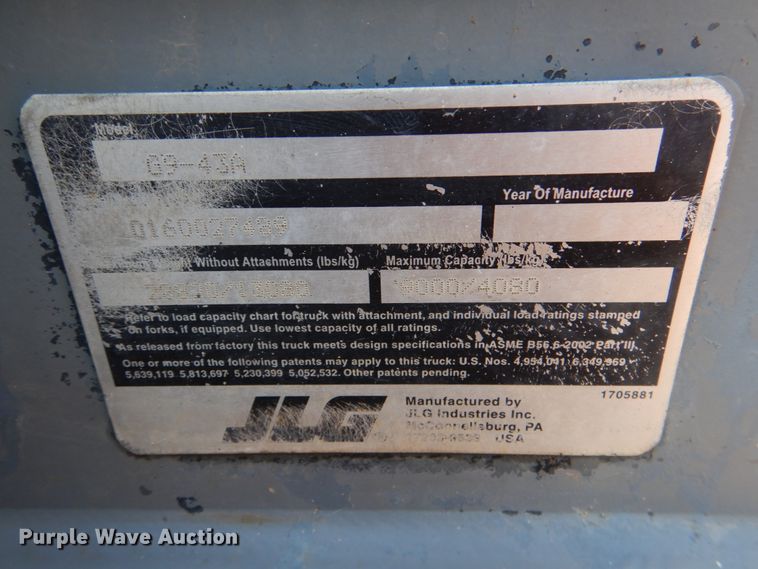 Model
G9-43A
Year Of Manufacture
0160027489
Without Attachments (lbs/kg) Maximum Capacity (lbs/kg)
9000/4080
Refer to load capacity chart for truck with attachment, and individual load ratings stamped
on forks, if equipped. Use lowest capacity of all ratings.
As released from factory this truck meets design specifications in ASME B56.6-2002 Part III.
One or more of the following patents may apply to this truck: U.S. Nos. 4,954,041 6,349,969
5,639,119 5,813,697 5,230,399 5,052,532. Other patents pending.
1705881
JLG
Manufactured by
JLG Industries Inc.
McConnellsburg, PA
USA
Purple Wave Auction